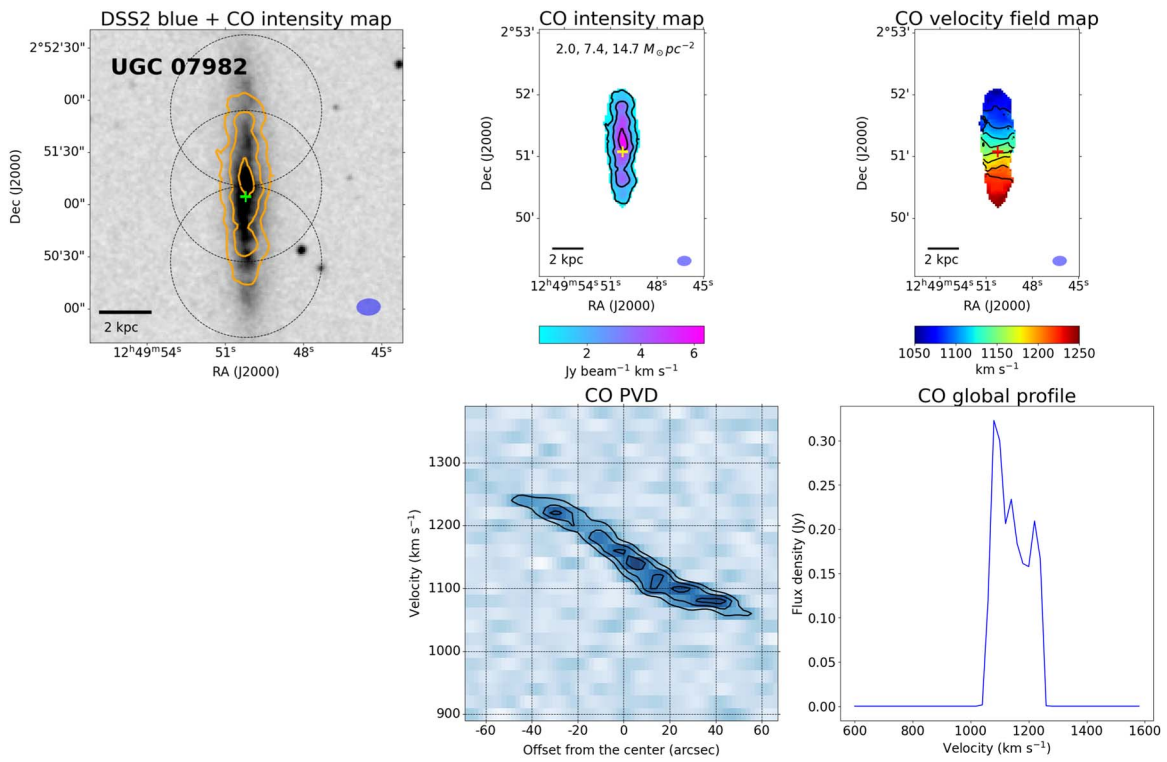 DSS2 blue + CO intensity map
UGC 07982
2°52'30"
00"
51'30"
00"
50'30"
00"
Dec (J2000)
2 kpc
12ʰ49ᵐ54ˢ
51ˢ
48ˢ
45ˢ
RA (J2000)
CO intensity map
2.0, 7.4, 14.7 M⊙pc⁻²
2°53'
52'
51'
50'
Dec (J2000)
2 kpc
12ʰ49ᵐ54ˢ
51ˢ
48ˢ
45ˢ
RA (J2000)
2
4
6
Jy beam⁻¹ km s⁻¹
CO velocity field map
2°53'
52'
51'
50'
Dec (J2000)
2 kpc
12ʰ49ᵐ54ˢ
51ˢ
48ˢ
45ˢ
RA (J2000)
1050
1100
1150
1200
1250
km s⁻¹
CO PVD
1300
1200
1100
1000
900
Velocity (km s⁻¹)
-60
-40
-20
0
20
40
60
Offset from the center (arcsec)
CO global profile
0.30
0.25
0.20
0.15
0.10
0.05
0.00
Flux density (Jy)
600
800
1000
1200
1400
1600
Velocity (km s⁻¹)